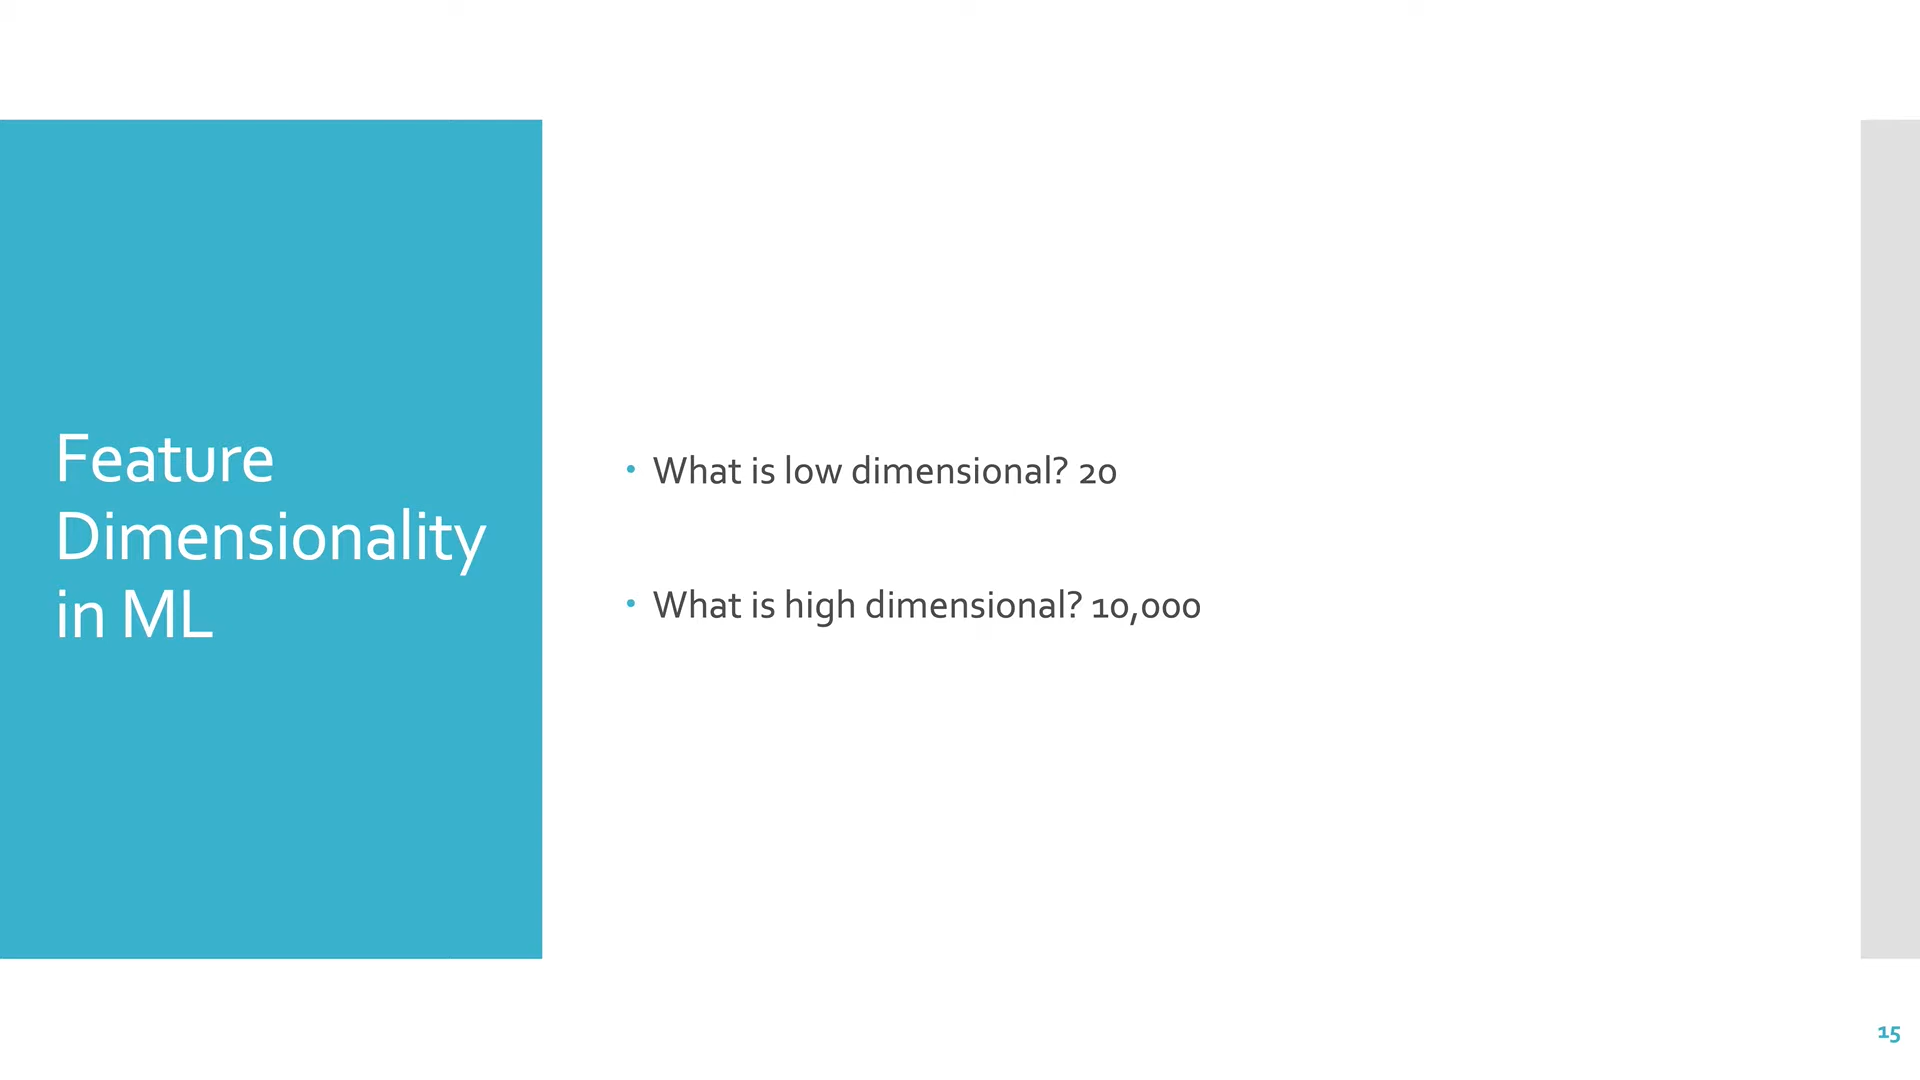 Feature
Dimensionality
in ML
• What is low dimensional? 20
• What is high dimensional? 10,000
15